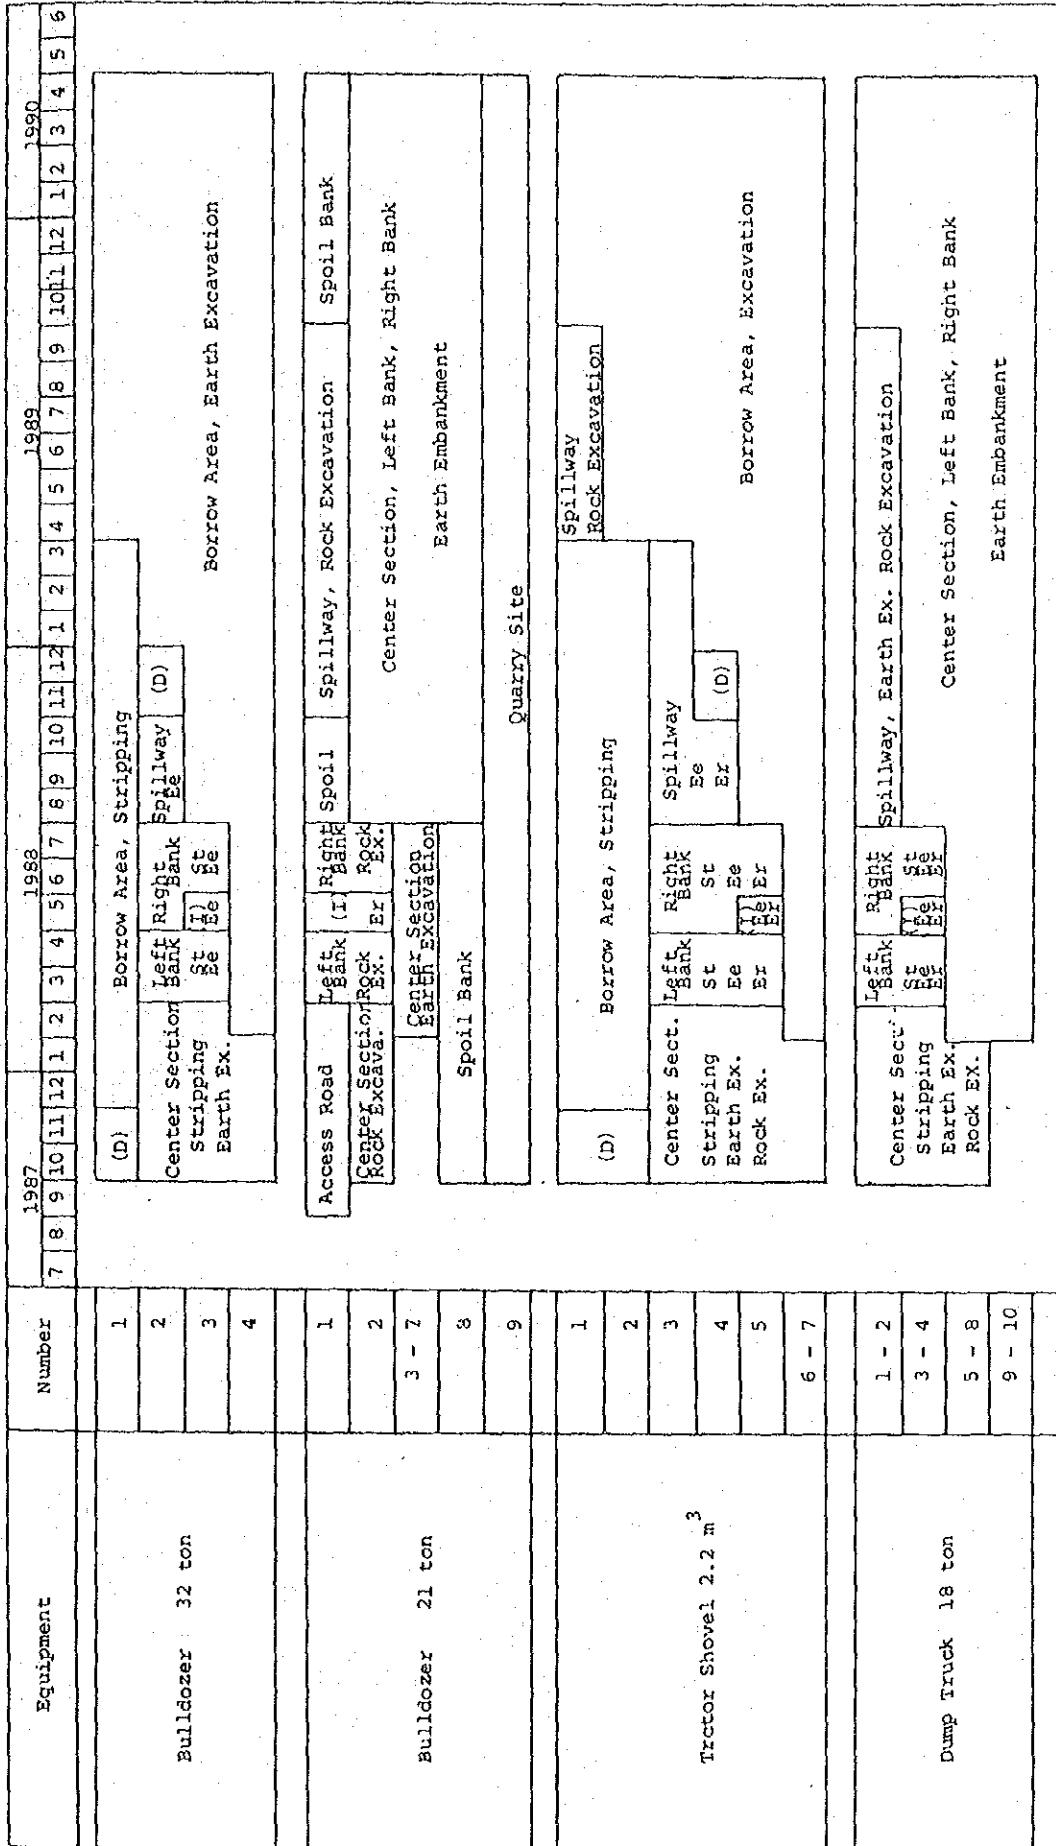 Equipment Number 1987 1988 1989 1990
7 8 9 10 11 12 1 2 3 4 5 6 7 8 9 10 11 12 1 2 3 4 5 6 7 8 9 10 11 12 1 2 3 4 5 6
Bulldozer 32 ton
1
2
3
4
(D)
Borrow Area, Stripping
Center Section
Stripping
Earth Ex.
Left
Bank
St
Ee
Right
Bank
(I)
Ee
St
Ee
Spillway
Ee
(D)
Borrow Area, Earth Excavation
Bulldozer 21 ton
1
2
3 - 7
8
9
Access Road
Left
Bank
(I)
Right
Bank
Spoil
Spillway, Rock Excavation
Spoil Bank
Center Section
Rock Excava.
Rock
Ex.
Er
Rock
Ex.
Center Section
Earth Excavation
Center Section, Left Bank, Right Bank
Earth Embankment
Spoil Bank
Quarry Site
Trctor Shovel 2.2 m3
1
2
3
4
5
6 - 7
(D)
Borrow Area, Stripping
Spillway
Rock Excavation
Center Sect.
Stripping
Earth Ex.
Rock Ex.
Left
Bank
St
Ee
Er
Right
Bank
St
Ee
Er
(I)
Ee
Er
Spillway
Ee
Er
(D)
Borrow Area, Excavation
Dump Truck 18 ton
1 - 2
3 - 4
5 - 8
9 - 10
Center Sect.
Stripping
Earth Ex.
Rock Ex.
Left
Bank
St
Ee
Er
Right
Bank
(I)
Ee
Er
St
Ee
Er
Spillway, Earth Ex. Rock Excavation
Center Section, Left Bank, Right Bank
Earth Embankment